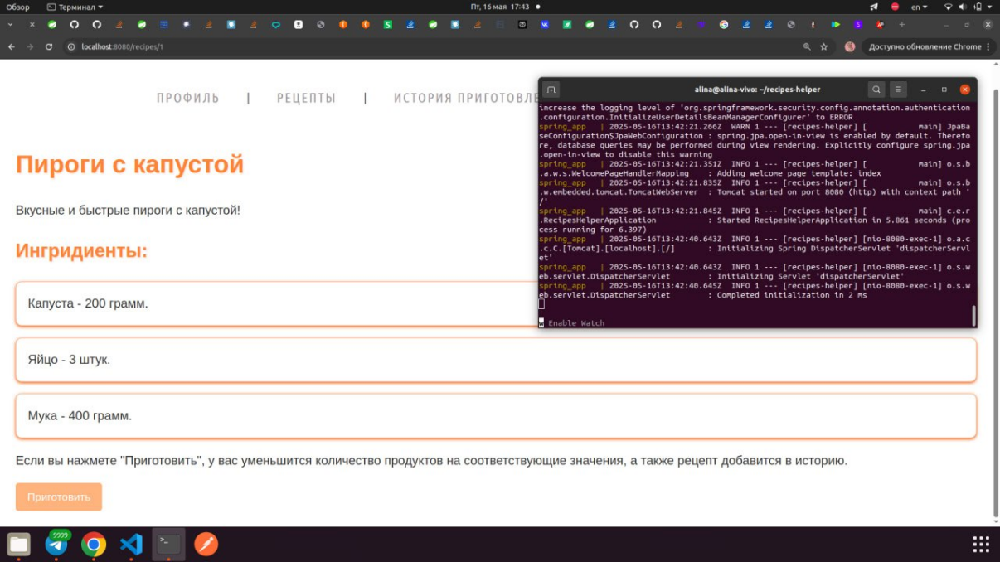 Обзор
Терминал
Пт, 16 мая 17:43
en
localhost:8080/recipes/1
Доступно обновление Chrome
ПРОФИЛЬ | РЕЦЕПТЫ | ИСТОРИЯ ПРИГОТОВЛЕ
Пироги с капустой
Вкусные и быстрые пироги с капустой!
Ингридиенты:
Капуста - 200 грамм.
Яйцо - 3 штук.
Мука - 400 грамм.
Если вы нажмете "Приготовить", у вас уменьшится количество продуктов на соответствующие значения, а также рецепт добавится в историю.
Приготовить
alina@alina-vivo: ~/recipes-helper
increase the logging level of 'org.springframework.security.config.annotation.authentication
.configuration.InitializeUserDetailsBeanManagerConfigurer' to ERROR
spring_app | 2025-05-16T13:42:21.266Z WARN 1 --- [recipes-helper] [ main] JpaBa
seConfiguration$JpaWebConfiguration : spring.jpa.open-in-view is enabled by default. Therefo
re, database queries may be performed during view rendering. Explicitly configure spring.jpa
.open-in-view to disable this warning
spring_app | 2025-05-16T13:42:21.351Z INFO 1 --- [recipes-helper] [ main] o.s.b
.a.w.s.WelcomePageHandlerMapping : Adding welcome page template: index
spring_app | 2025-05-16T13:42:21.835Z INFO 1 --- [recipes-helper] [ main] o.s.b
.w.embedded.tomcat.TomcatWebServer : Tomcat started on port 8080 (http) with context path '
/'
spring_app | 2025-05-16T13:42:21.845Z INFO 1 --- [recipes-helper] [ main] c.e.r
.RecipesHelperApplication : Started RecipesHelperApplication in 5.861 seconds (pro
cess running for 6.397)
spring_app | 2025-05-16T13:42:40.643Z INFO 1 --- [recipes-helper] [nio-8080-exec-1] o.a.c
.c.C.[Tomcat].[localhost].[/] : Initializing Spring DispatcherServlet 'dispatcherServl
et'
spring_app | 2025-05-16T13:42:40.643Z INFO 1 --- [recipes-helper] [nio-8080-exec-1] o.s.w
eb.servlet.DispatcherServlet : Initializing Servlet 'dispatcherServlet'
spring_app | 2025-05-16T13:42:40.645Z INFO 1 --- [recipes-helper] [nio-8080-exec-1] o.s.w
eb.servlet.DispatcherServlet : Completed initialization in 2 ms
w Enable Watch
9999